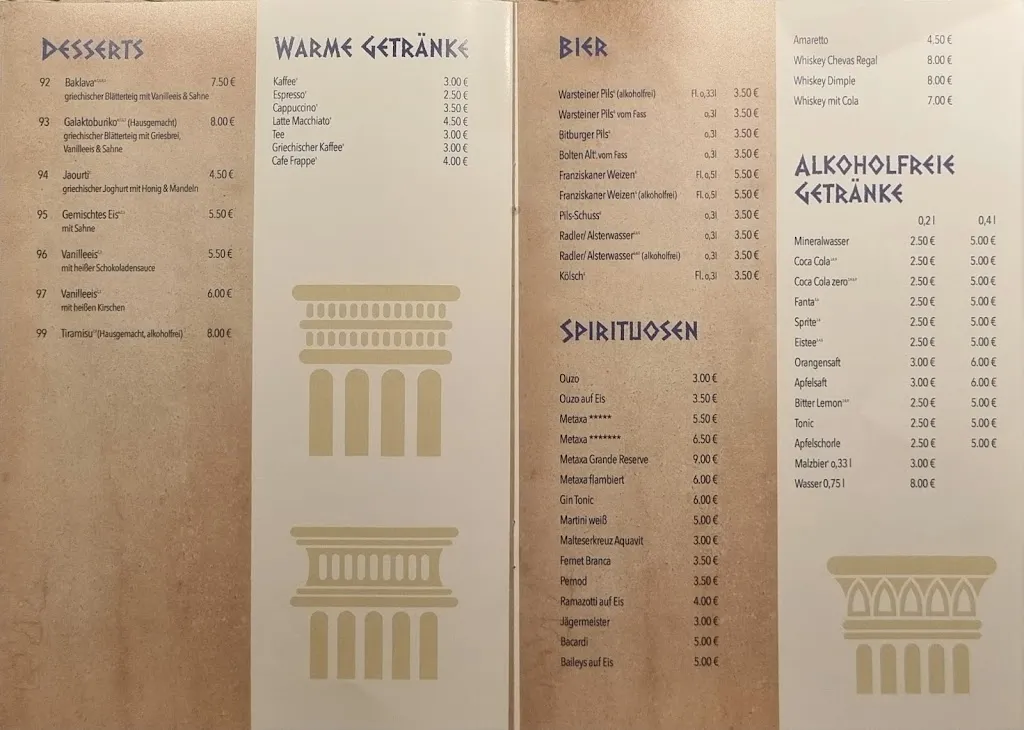 DESSERTS
92 Baklava 7.50 €
griechischer Blätterteig mit Vanilleeis & Sahne
93 Galaktoburiko (Hausgemacht) 8.00 €
griechischer Blätterteig mit Griesbrei,
Vanilleeis & Sahne
94 Jaourti 4.50 €
griechischer Joghurt mit Honig & Mandeln
95 Gemischtes Eis 5.50 €
mit Sahne
96 Vanilleeis 5.50 €
mit heißer Schokoladensauce
97 Vanilleeis 6.00 €
mit heißen Kirschen
99 Tiramisu (Hausgemacht, alkoholfrei) 8.00 €
WARME GETRÄNKE
Kaffee 3.00 €
Espresso 2.50 €
Cappuccino 3.50 €
Latte Macchiato 4.50 €
Tee 3.00 €
Griechischer Kaffee 3.00 €
Cafe Frappe 4.00 €
BIER
Warsteiner Pils (alkoholfrei) Fl. 0,33l 3.50 €
Warsteiner Pils vom Fass 0,3l 3.50 €
Bitburger Pils 0,3l 3.50 €
Bolten Alt vom Fass 0,3l 3.50 €
Franziskaner Weizen Fl. 0,5l 5.50 €
Franziskaner Weizen (alkoholfrei) Fl. 0,5l 5.50 €
Pils-Schuss 0,3l 3.50 €
Radler/ Alsterwasser 0,3l 3.50 €
Radler/ Alsterwasser (alkoholfrei) 0,3l 3.50 €
Kölsch Fl. 0,3l 3.50 €
SPIRITUOSEN
Ouzo 3.00 €
Ouzo auf Eis 3.50 €
Metaxa ***** 5.50 €
Metaxa ******* 6.50 €
Metaxa Grande Reserve 9.00 €
Metaxa flambiert 6.00 €
Gin Tonic 6.00 €
Martini weiß 5.00 €
Malteserkreuz Aquavit 3.00 €
Fernet Branca 3.50 €
Pernod 3.50 €
Ramazotti auf Eis 4.00 €
Jägermeister 3.00 €
Bacardi 5.00 €
Baileys auf Eis 5.00 €
Amaretto 4.50 €
Whiskey Chevas Regal 8.00 €
Whiskey Dimple 8.00 €
Whiskey mit Cola 7.00 €
ALKOHOLFREIE
GETRÄNKE
0,2 l 0,4 l
Mineralwasser 2.50 € 5.00 €
Coca Cola 2.50 € 5.00 €
Coca Cola zero 2.50 € 5.00 €
Fanta 2.50 € 5.00 €
Sprite 2.50 € 5.00 €
Eistee 2.50 € 5.00 €
Orangensaft 3.00 € 6.00 €
Apfelsaft 3.00 € 6.00 €
Bitter Lemon 2.50 € 5.00 €
Tonic 2.50 € 5.00 €
Apfelschorle 2.50 € 5.00 €
Malzbier 0,33 l 3.00 €
Wasser 0,75 l 8.00 €